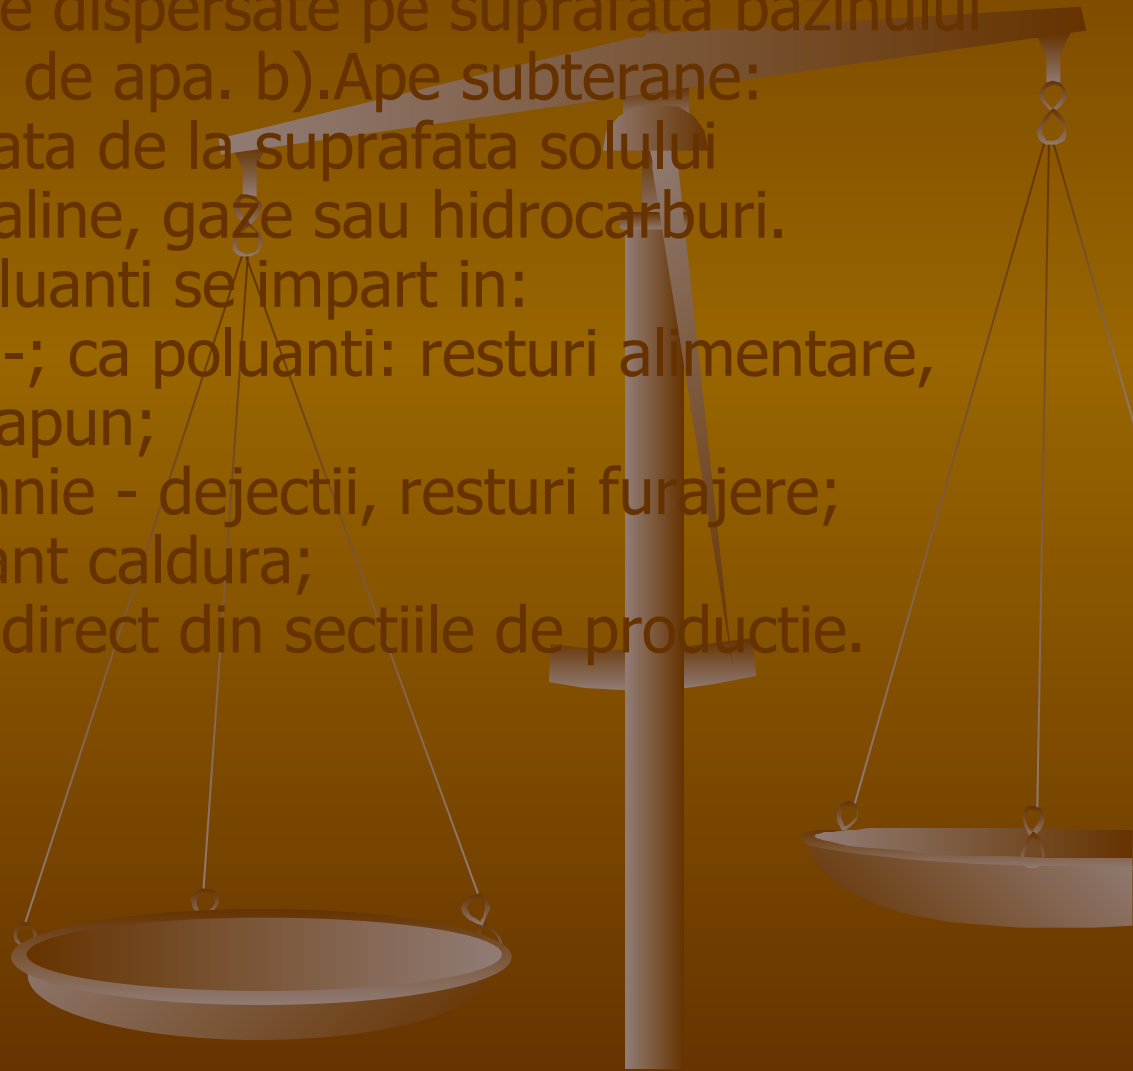 e dispersate pe suprafata bazinului
de apa. b).Ape subterane:
ata de la suprafata solului
aline, gaze sau hidrocarburi.
luanti se impart in:
-; ca poluanti: resturi alimentare,
apun;
nnie - dejectii, resturi furajere;
ant caldura;
direct din sectiile de productie.